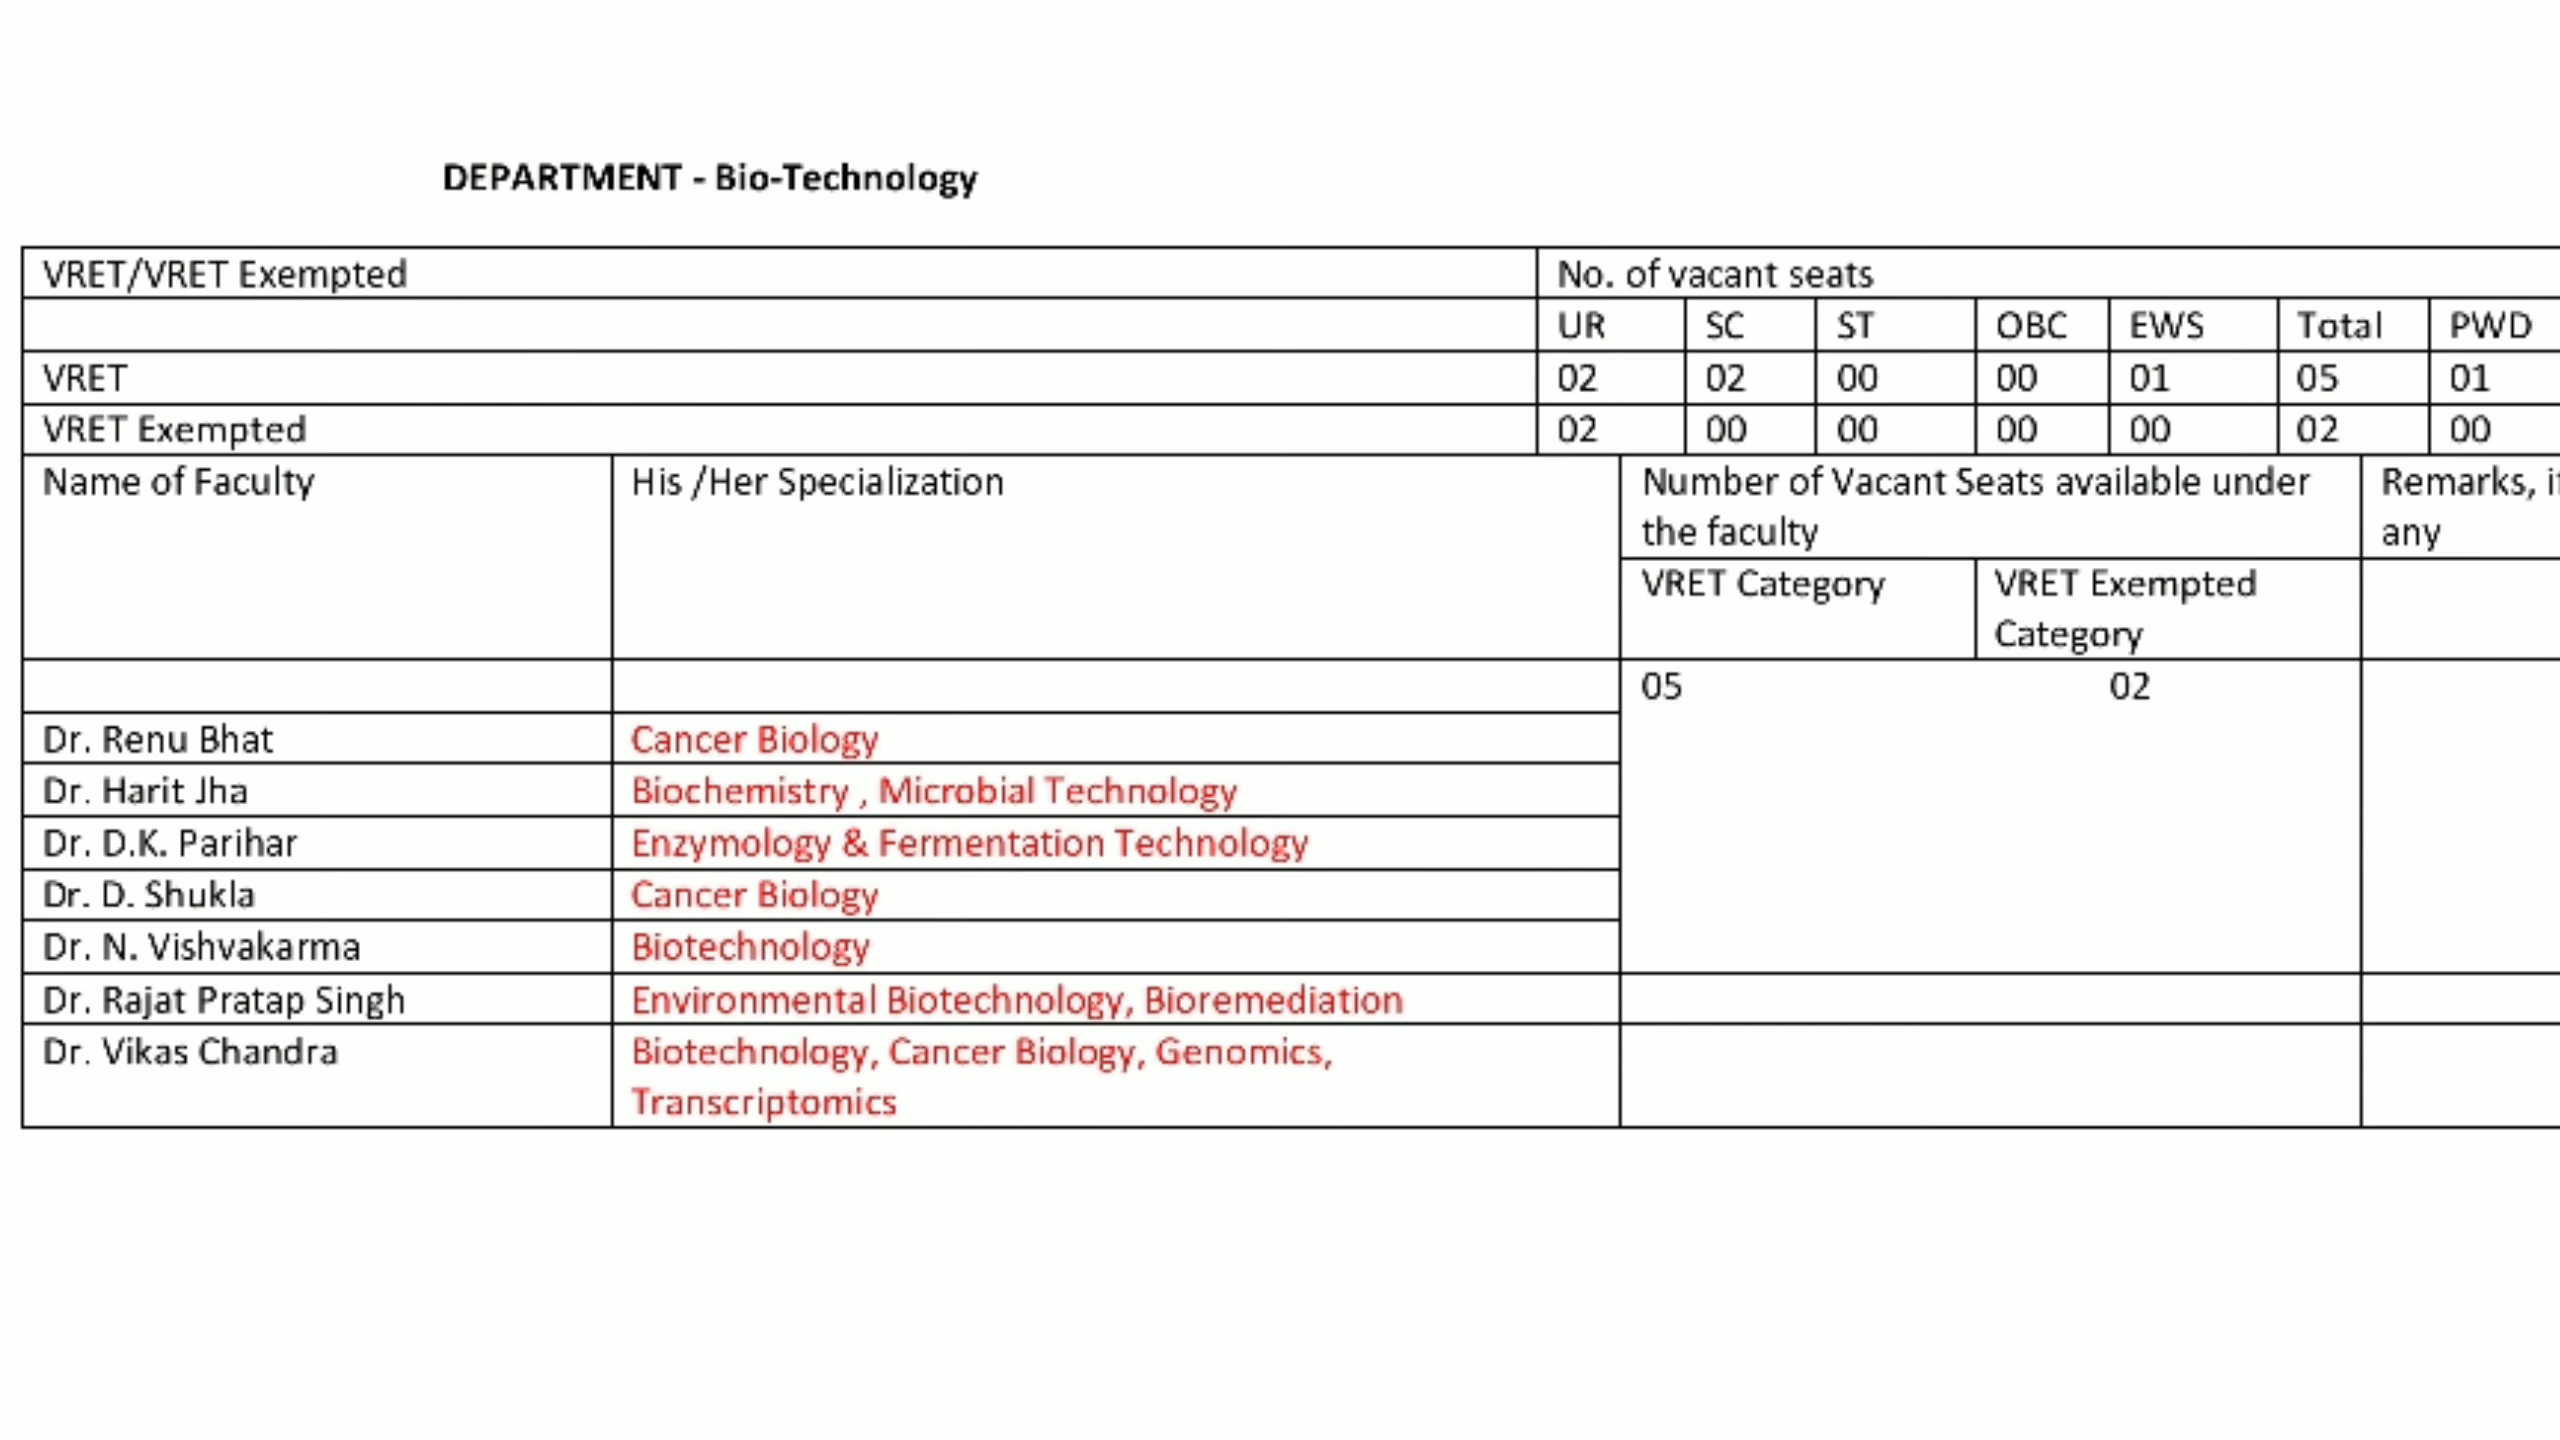 DEPARTMENT - Bio-Technology
VRET/VRET Exempted No. of vacant seats
UR SC ST OBC EWS Total PWD
VRET 02 02 00 00 01 05 01
VRET Exempted 02 00 00 00 00 02 00
Name of Faculty His /Her Specialization Number of Vacant Seats available under Remarks, if
the faculty any
VRET Category VRET Exempted
Category
05 02
Dr. Renu Bhat Cancer Biology
Dr. Harit Jha Biochemistry , Microbial Technology
Dr. D.K. Parihar Enzymology & Fermentation Technology
Dr. D. Shukla Cancer Biology
Dr. N. Vishvakarma Biotechnology
Dr. Rajat Pratap Singh Environmental Biotechnology, Bioremediation
Dr. Vikas Chandra Biotechnology, Cancer Biology, Genomics,
Transcriptomics